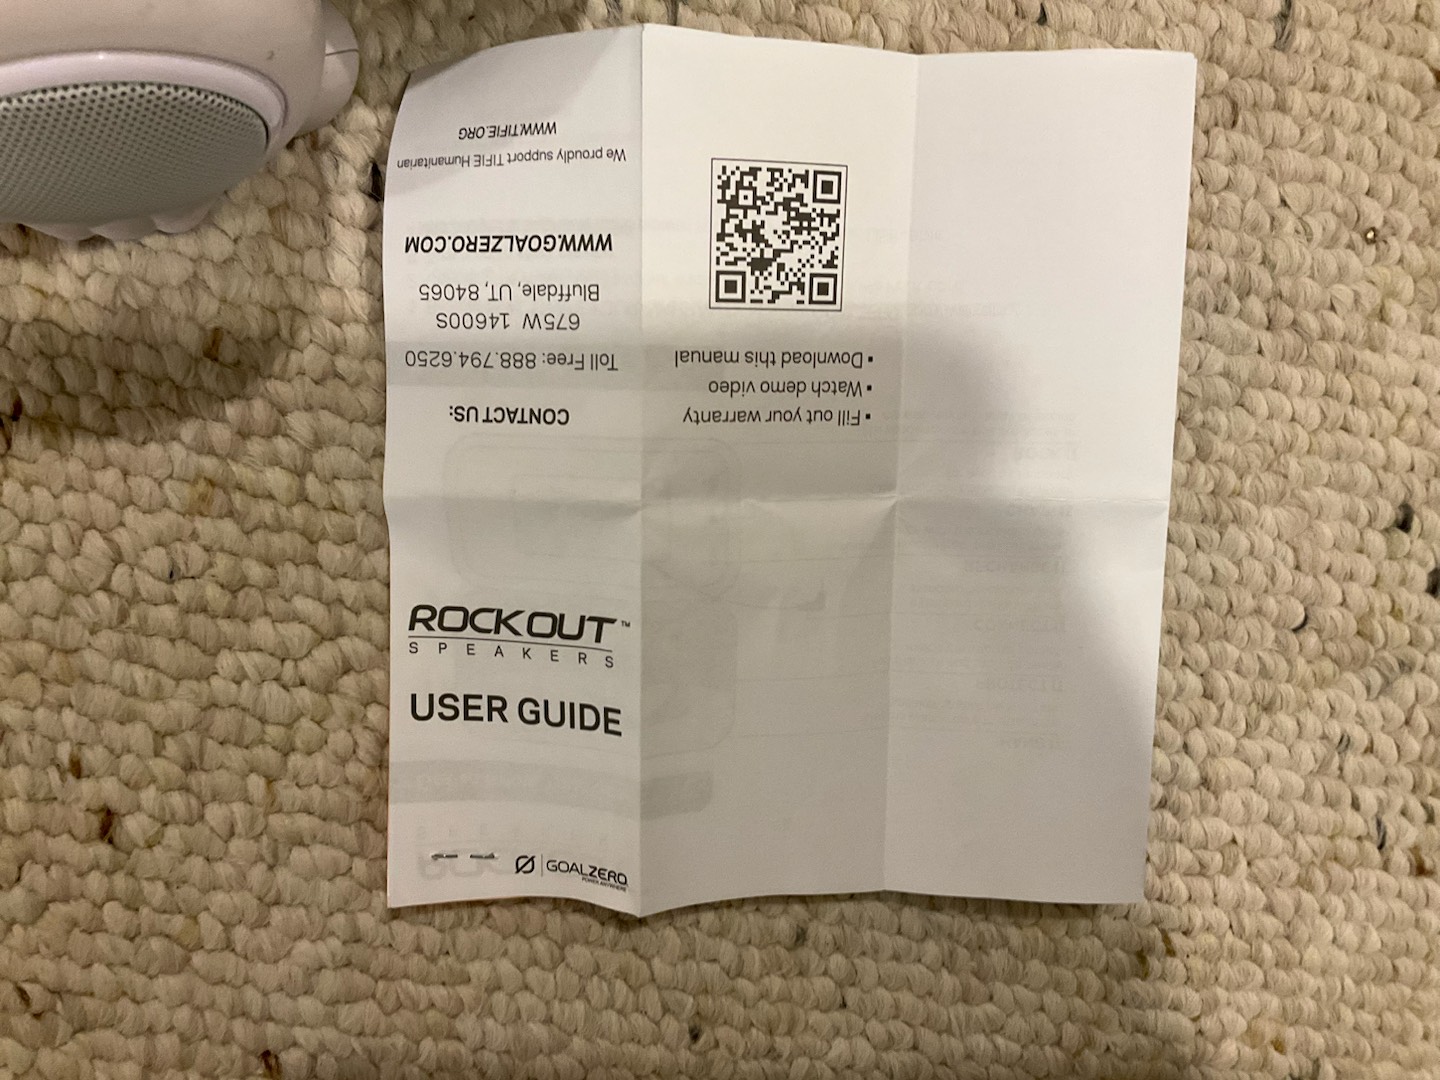 ROCKOUT™
SPEAKERS
USER GUIDE
GOALZERO
CONTACT US:
Toll Free: 888.794.6250
675W 14600S
Bluffdale, UT, 84065
WWW.GOALZERO.COM
We proudly support TIFIE Humanitarian
WWW.TIFIE.ORG
• Fill out your warranty
• Watch demo video
• Download this manual